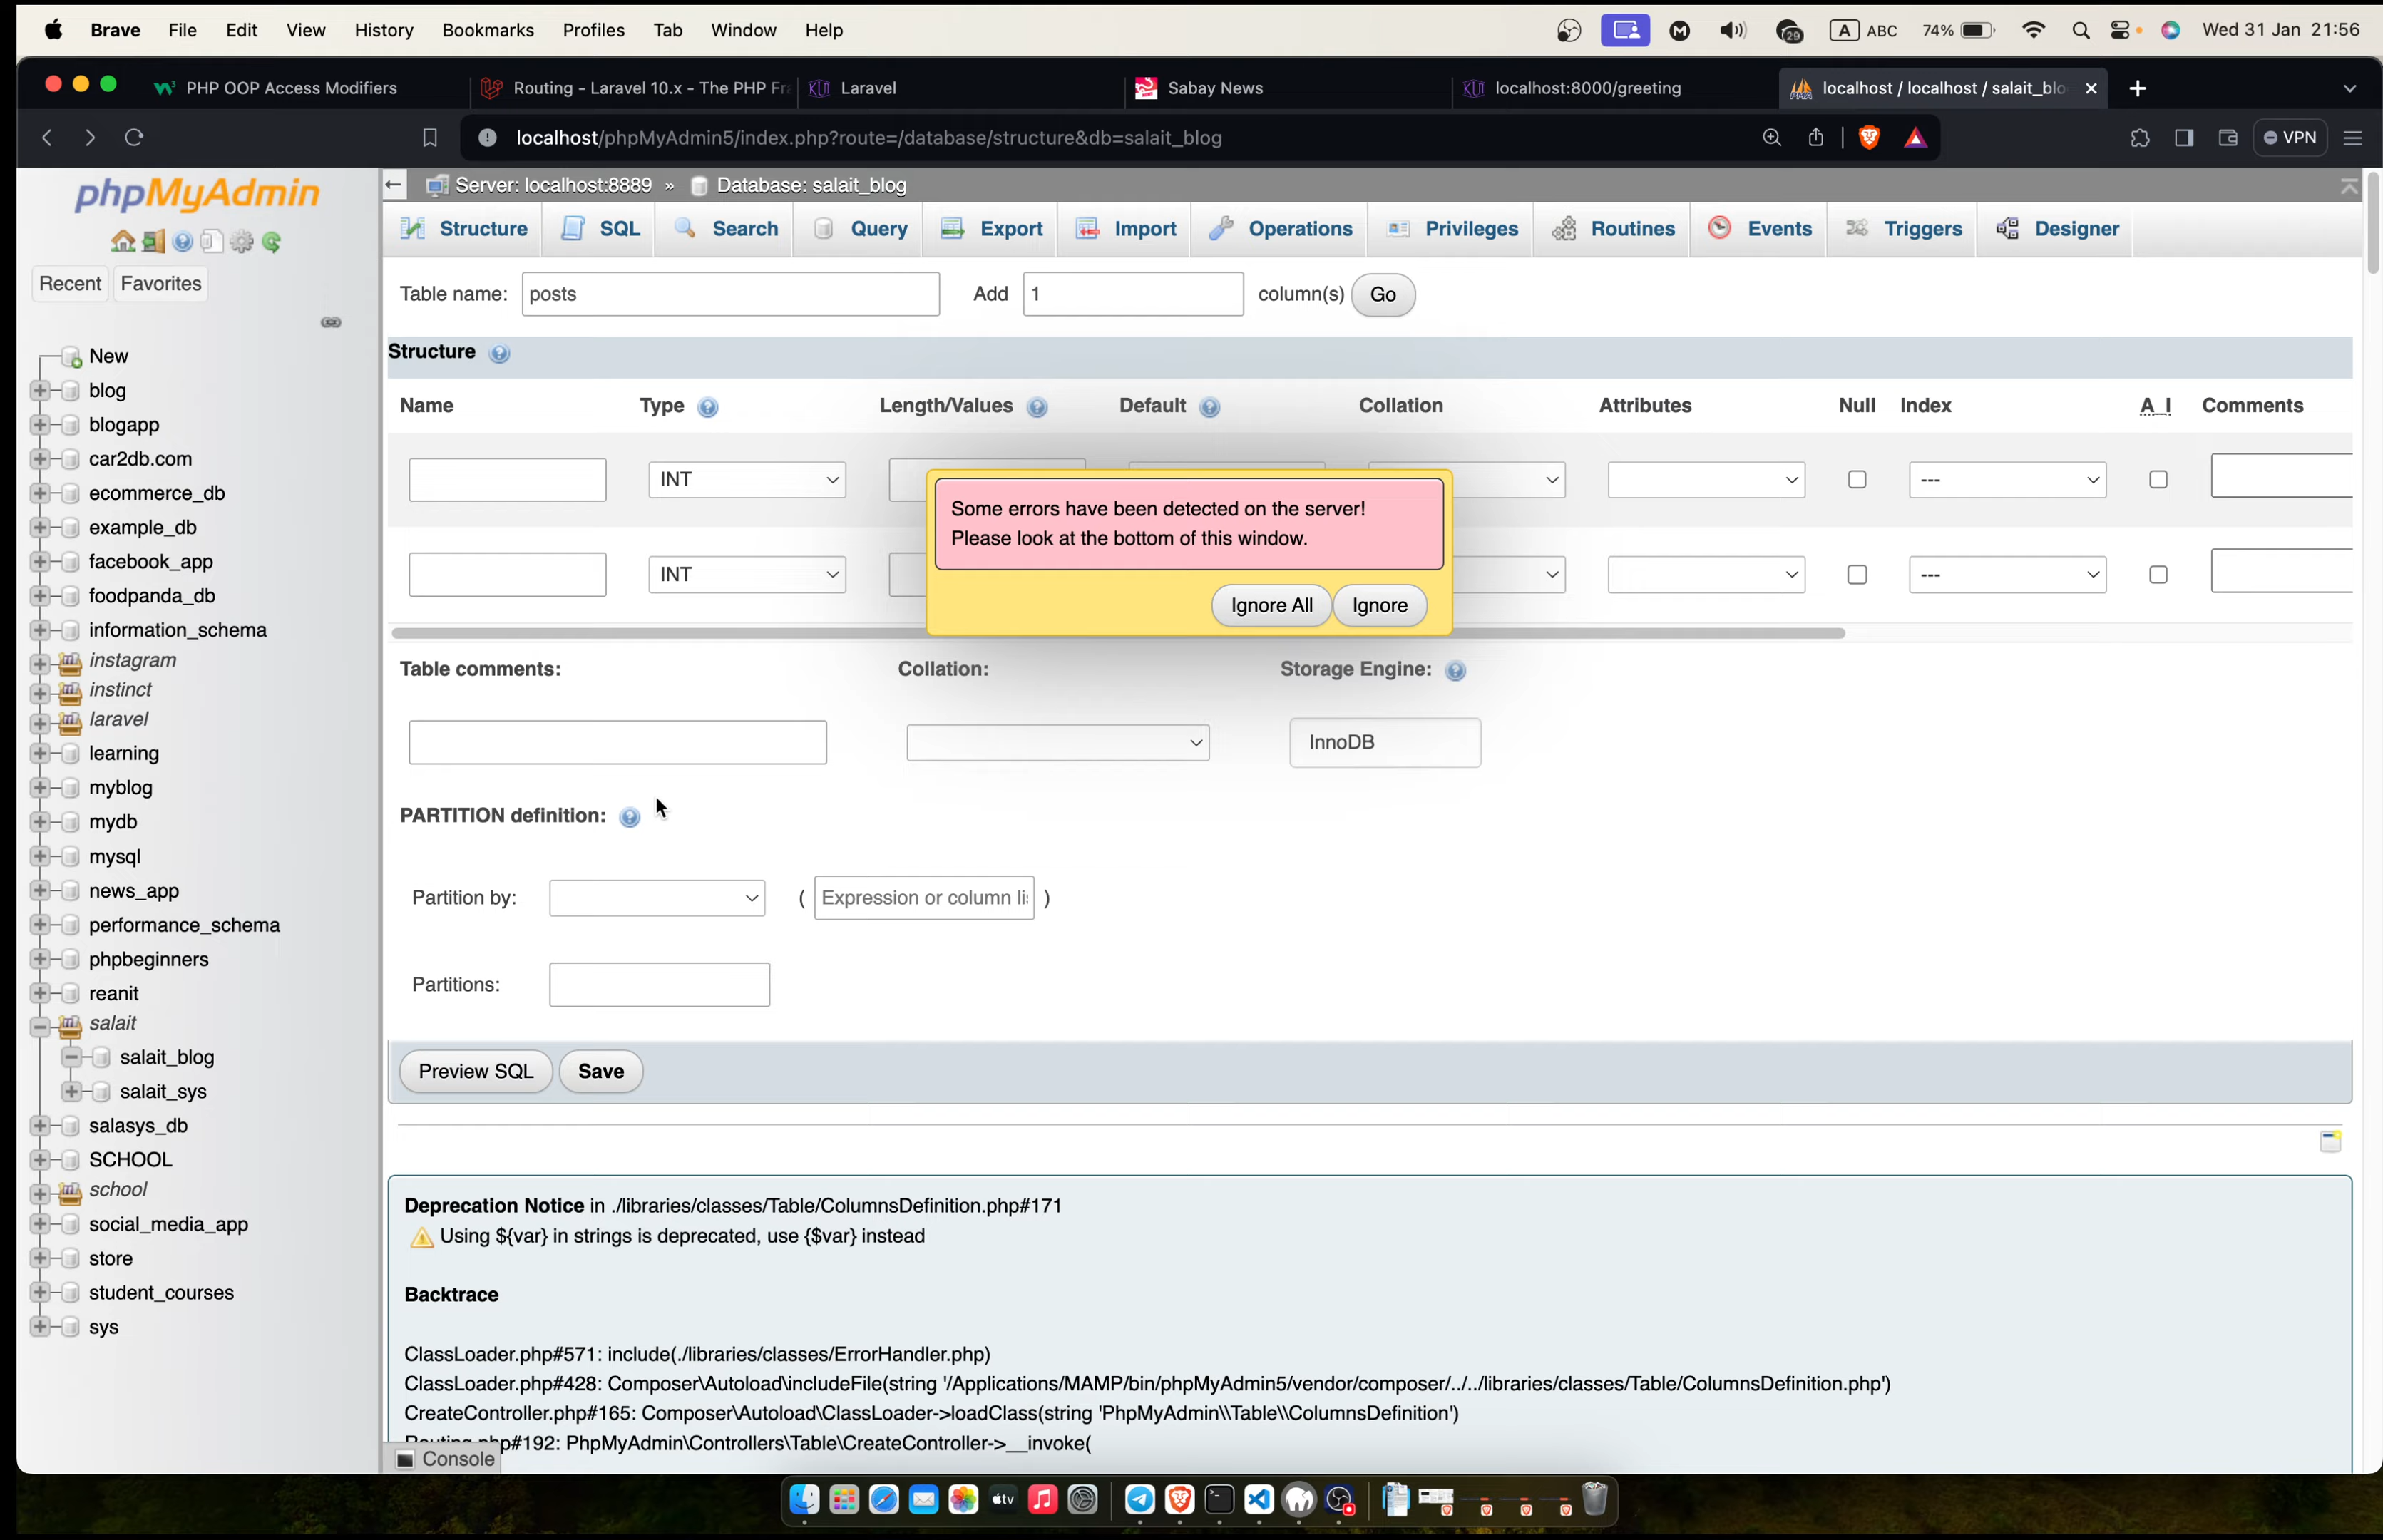 Brave File Edit View History Bookmarks Profiles Tab Window Help 29 A ABC 74% Wed 31 Jan 21:56
PHP OOP Access Modifiers Routing - Laravel 10.x - The PHP Fra Laravel Sabay News localhost:8000/greeting localhost / localhost / salait_blo
localhost/phpMyAdmin5/index.php?route=/database/structure&db=salait_blog VPN
phpMyAdmin
Recent Favorites
New
blog
blogapp
car2db.com
ecommerce_db
example_db
facebook_app
foodpanda_db
information_schema
instagram
instinct
laravel
learning
myblog
mydb
mysql
news_app
performance_schema
phpbeginners
reanit
salait
salait_blog
salait_sys
salasys_db
SCHOOL
school
social_media_app
store
student_courses
sys
Server: localhost:8889 » Database: salait_blog
Structure SQL Search Query Export Import Operations Privileges Routines Events Triggers Designer
Table name: posts Add 1 column(s) Go
Structure
Name Type Length/Values Default Collation Attributes Null Index A_I Comments
INT ---
INT ---
Some errors have been detected on the server!
Please look at the bottom of this window.
Ignore All Ignore
Table comments: Collation: Storage Engine:
InnoDB
PARTITION definition:
Partition by: ( Expression or column li )
Partitions:
Preview SQL Save
Deprecation Notice in ./libraries/classes/Table/ColumnsDefinition.php#171
Using ${var} in strings is deprecated, use {$var} instead
Backtrace
ClassLoader.php#571: include(./libraries/classes/ErrorHandler.php)
ClassLoader.php#428: Composer\Autoload\includeFile(string '/Applications/MAMP/bin/phpMyAdmin5/vendor/composer/../../libraries/classes/Table/ColumnsDefinition.php')
CreateController.php#165: Composer\Autoload\ClassLoader->loadClass(string 'PhpMyAdmin\\Table\\ColumnsDefinition')
Routing.php#192: PhpMyAdmin\Controllers\Table\CreateController->__invoke(
Console
tv